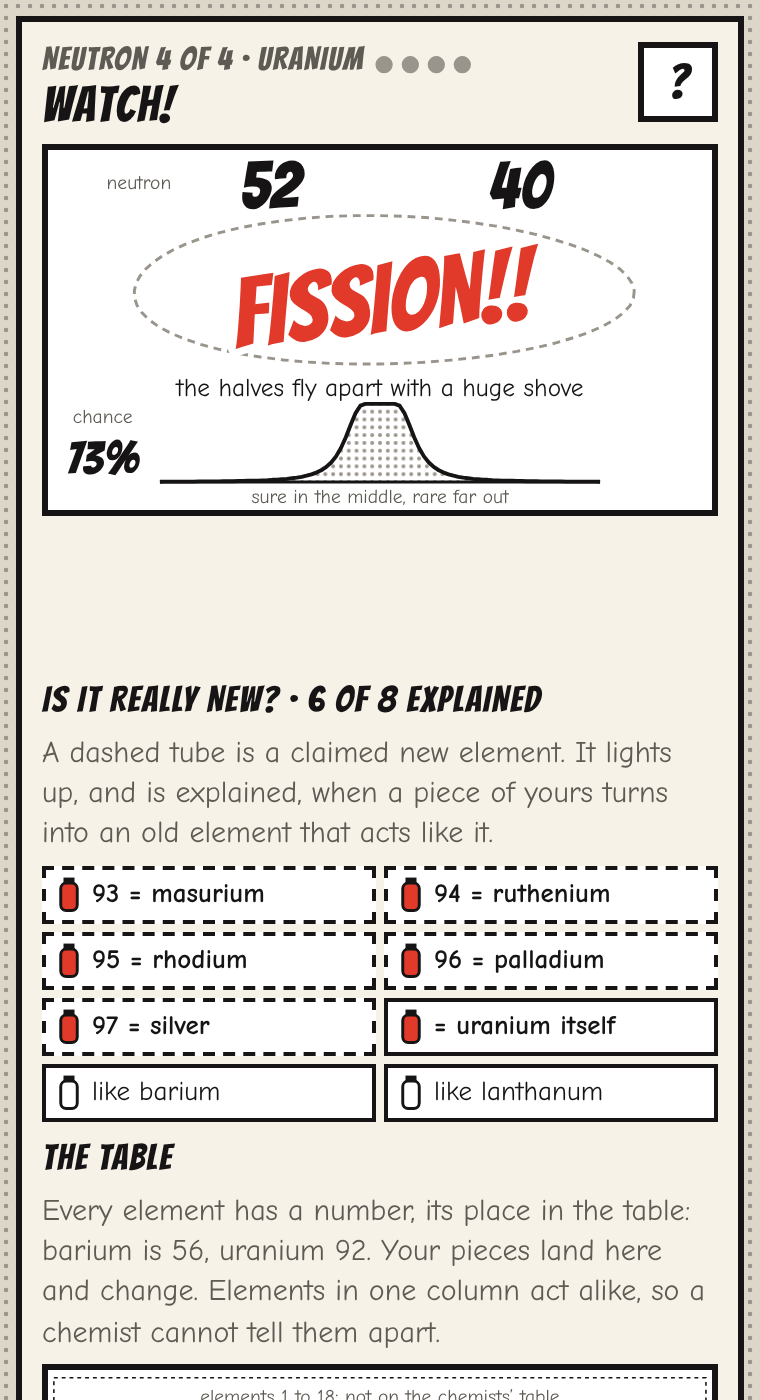 NEUTRON 4 OF 4 · URANIUM
WATCH!
?
neutron
52
40
FISSION!!
the halves fly apart with a huge shove
chance
73%
sure in the middle, rare far out
IS IT REALLY NEW? · 6 OF 8 EXPLAINED
A dashed tube is a claimed new element. It lights
up, and is explained, when a piece of yours turns
into an old element that acts like it.
93 = masurium
94 = ruthenium
95 = rhodium
96 = palladium
97 = silver
= uranium itself
like barium
like lanthanum
THE TABLE
Every element has a number, its place in the table:
barium is 56, uranium 92. Your pieces land here
and change. Elements in one column act alike, so a
chemist cannot tell them apart.
elements 1 to 18: not on the chemists' table